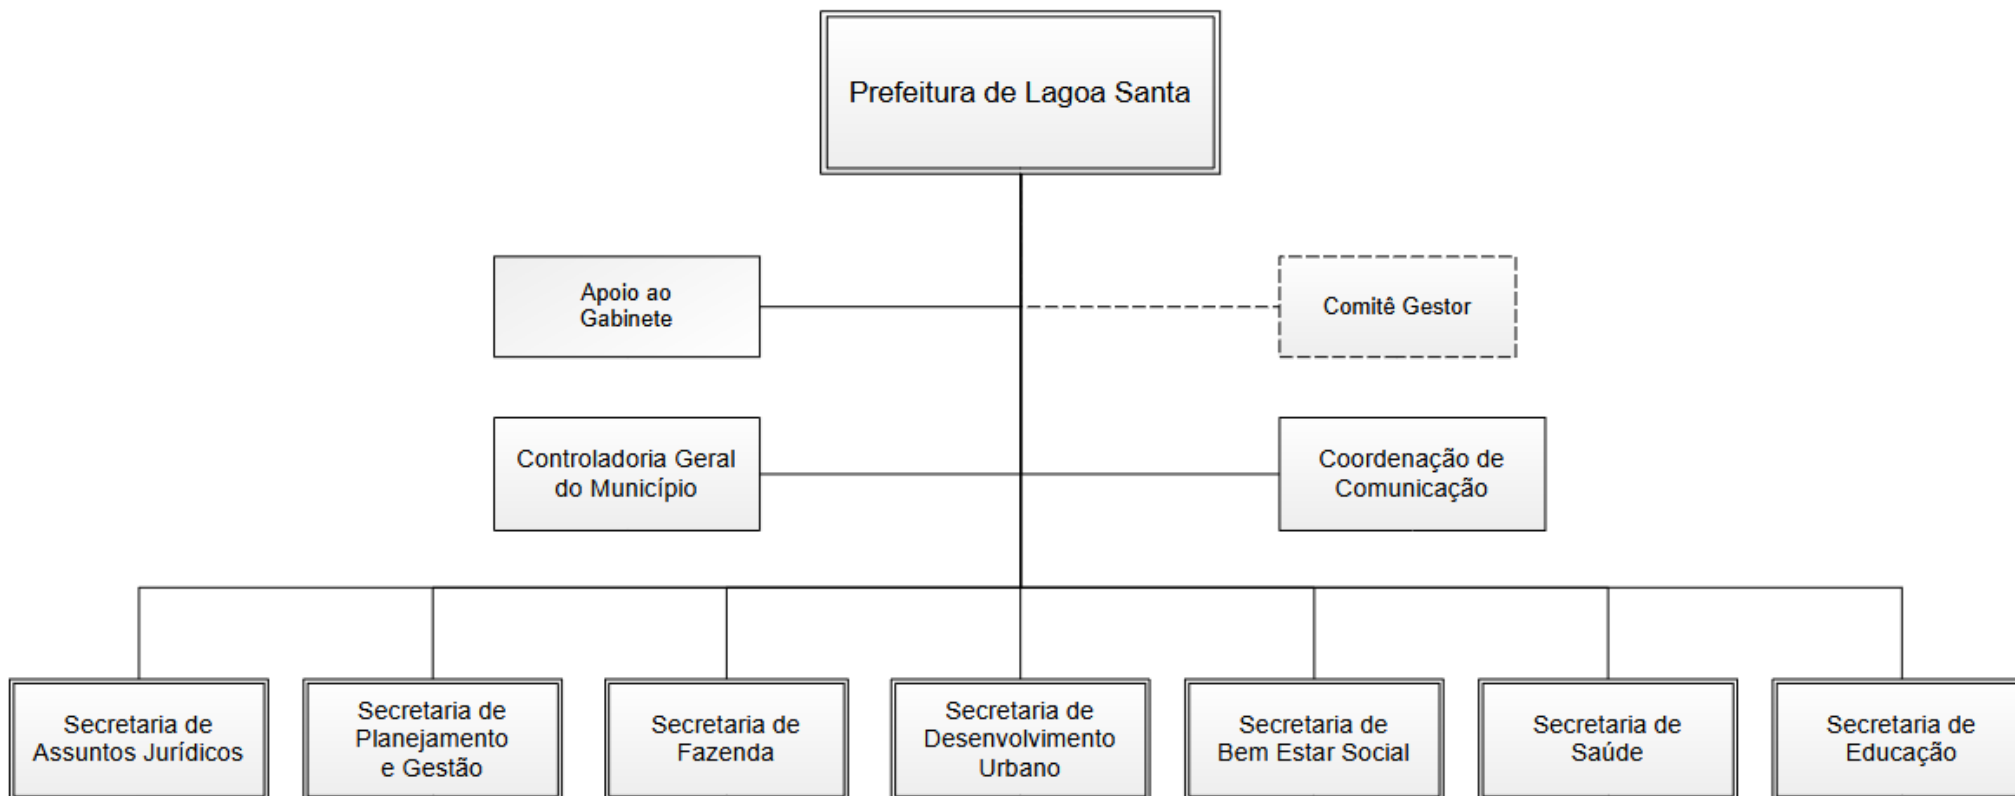 Prefeitura de Lagoa Santa
Apoio ao
Gabinete
Comitê Gestor
Controladoria Geral
do Município
Coordenação de
Comunicação
Secretaria de
Assuntos Jurídicos
Secretaria de
Planejamento
e Gestão
Secretaria de
Fazenda
Secretaria de
Desenvolvimento
Urbano
Secretaria de
Bem Estar Social
Secretaria de
Saúde
Secretaria de
Educação